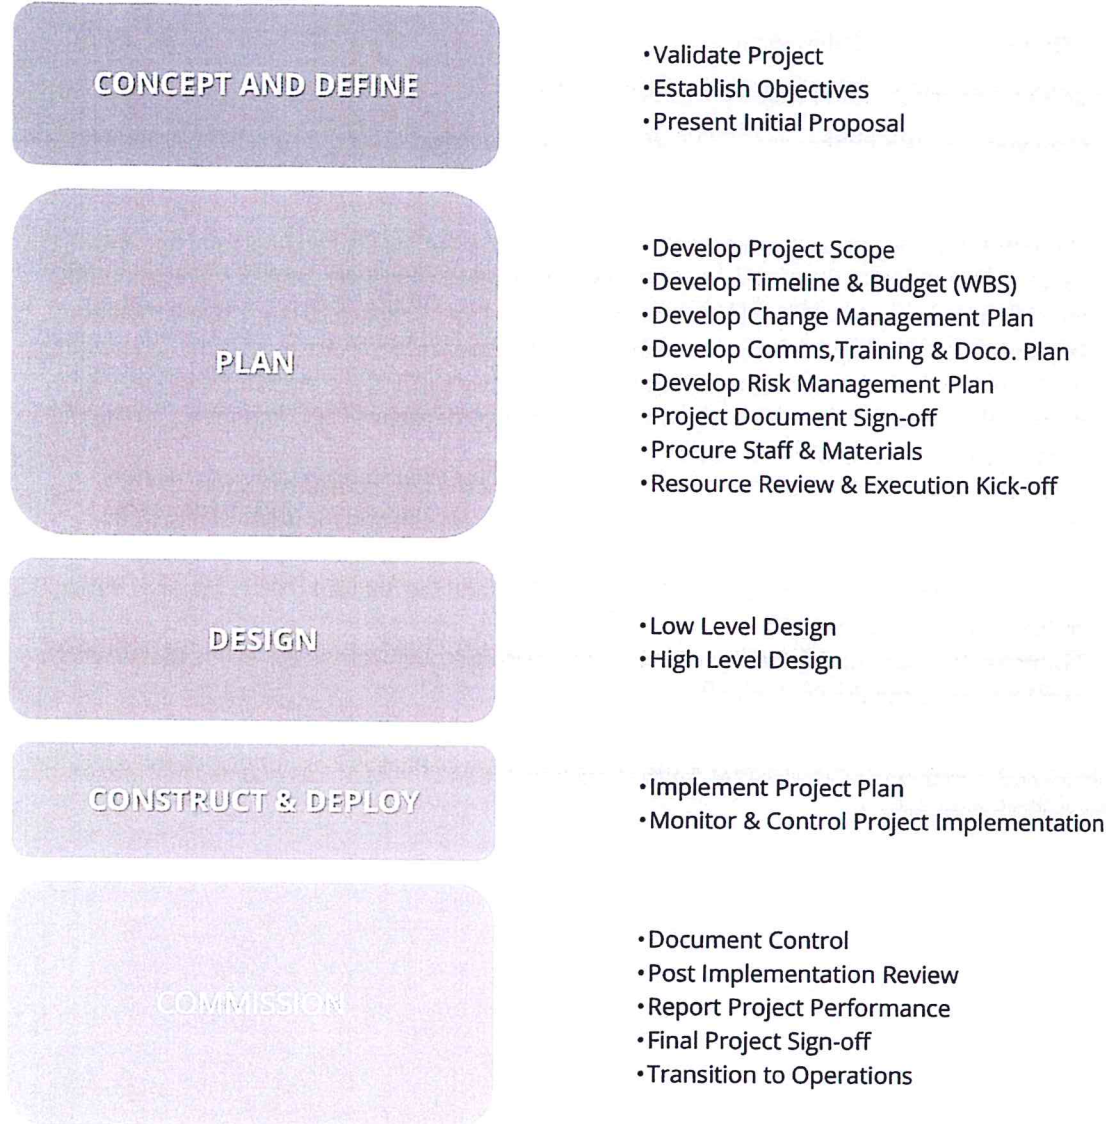 CONCEPT AND DEFINE
•Validate Project
•Establish Objectives
•Present Initial Proposal
PLAN
•Develop Project Scope
•Develop Timeline & Budget (WBS)
•Develop Change Management Plan
•Develop Comms,Training & Doco. Plan
•Develop Risk Management Plan
•Project Document Sign-off
•Procure Staff & Materials
•Resource Review & Execution Kick-off
DESIGN
•Low Level Design
•High Level Design
CONSTRUCT & DEPLOY
•Implement Project Plan
•Monitor & Control Project Implementation
COMMISSION
•Document Control
•Post Implementation Review
•Report Project Performance
•Final Project Sign-off
•Transition to Operations